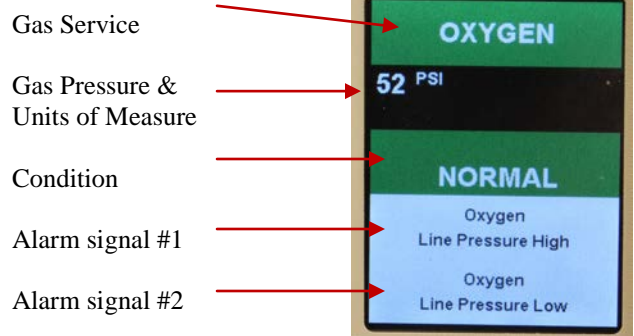 Gas Service
OXYGEN
Gas Pressure &
Units of Measure
52 PSI
Condition
NORMAL
Alarm signal #1
Oxygen
Line Pressure High
Alarm signal #2
Oxygen
Line Pressure Low